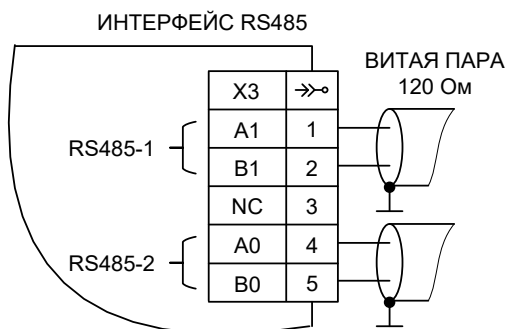 ИНТЕРФЕЙС RS485
ВИТАЯ ПАРА
120 Ом
X3
RS485-1
A1 1
B1 2
NC 3
RS485-2
A0 4
B0 5